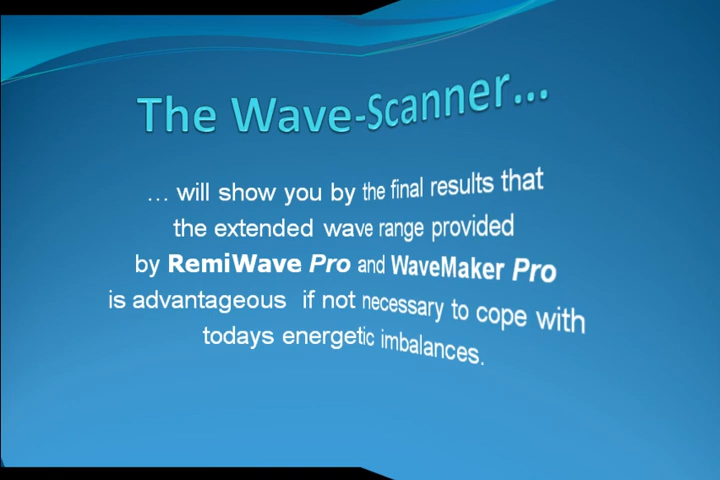 The Wave-Scanner...
... will show you by the final results that
the extended wave range provided
by RemiWave Pro and WaveMaker Pro
is advantageous if not necessary to cope with
todays energetic imbalances.